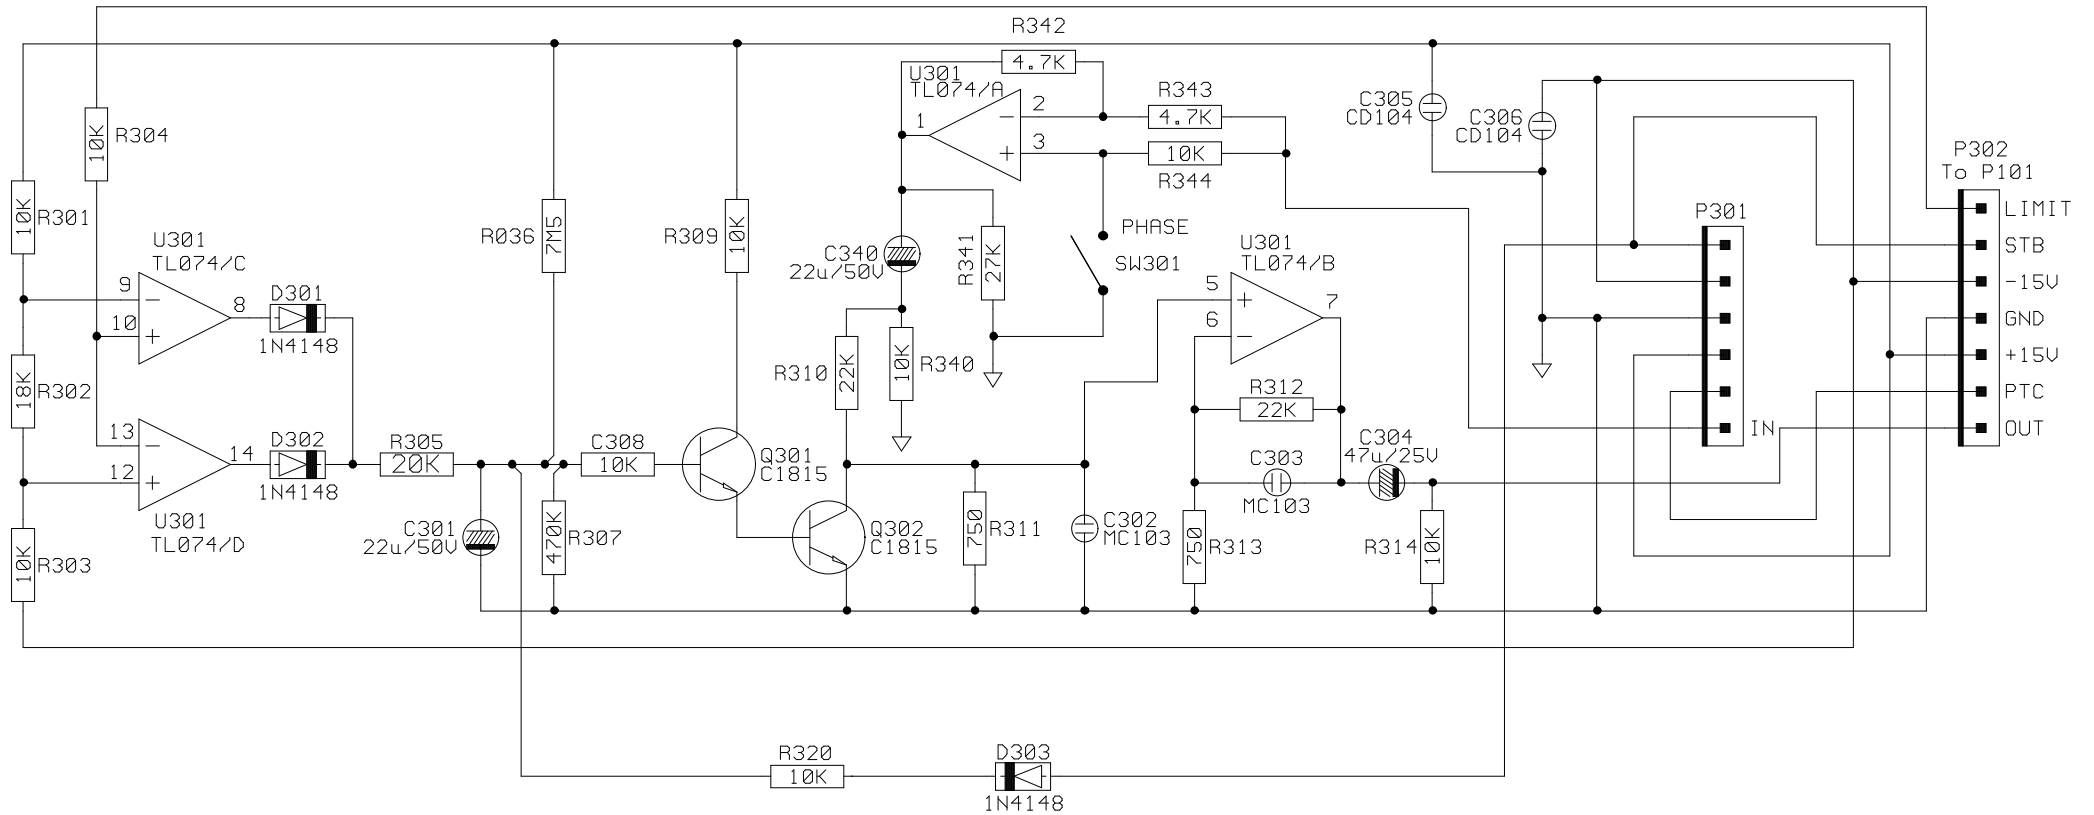 R342
4.7K
U301
TL074/A
2
1
3
R343
4.7K
10K
R344
C305
CD104
C306
CD104
P302
To P101
R304
10K
R301
10K
R036
7M5
R309
10K
C340
22u/50V
R341
27K
PHASE
SW301
P301
LIMIT
STB
-15V
GND
+15V
PTC
OUT
IN
U301
TL074/C
9
10
8
D301
1N4148
U301
TL074/B
5
6
7
R302
18K
R310
22K
R340
10K
R312
22K
13
12
14
D302
1N4148
U301
TL074/D
R305
20K
C308
10K
Q301
C1815
C304
47u/25V
C303
MC103
R303
10K
C301
22u/50V
R307
470K
Q302
C1815
R311
750
C302
MC103
R313
750
R314
10K
R320
10K
D303
1N4148